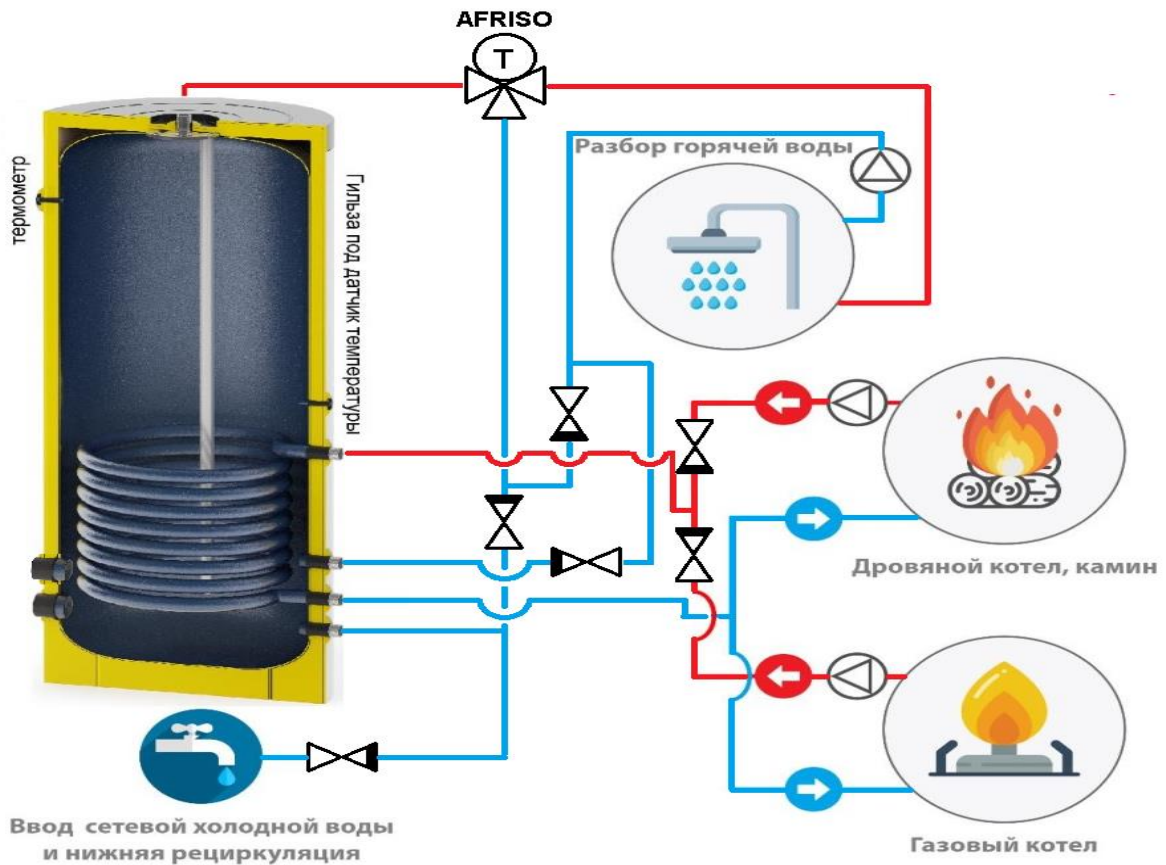 AFRISO
T
Разбор горячей воды
термометр
Гильза под датчик температуры
Дровяной котел, камин
Ввод сетевой холодной воды
и нижняя рециркуляция
Газовый котел